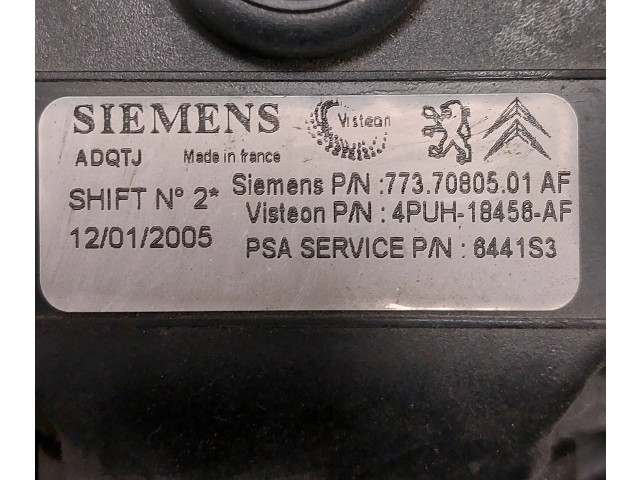 SIEMENS Visteon
ADQTJ Made in france
SHIFT N° 2* Siemens P/N :773.70805.01 AF
Visteon P/N : 4PUH-18456-AF
12/01/2005 PSA SERVICE P/N : 6441S3